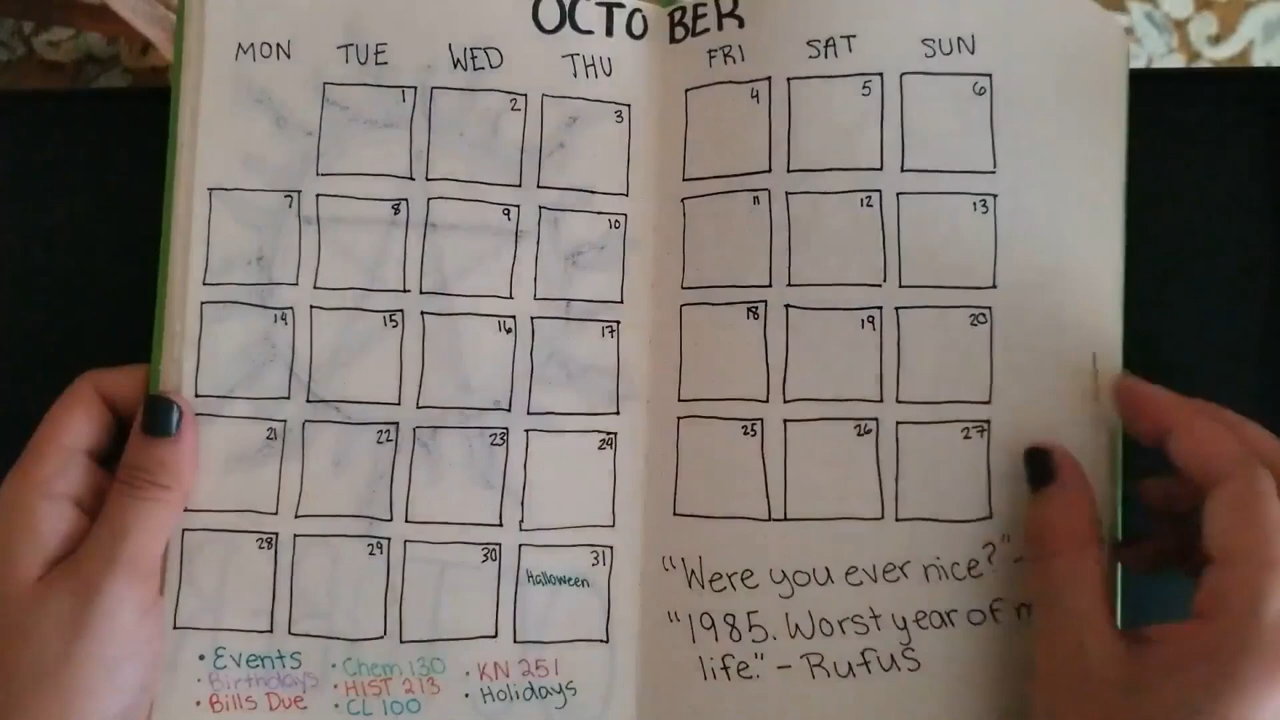 OCTOBER
MON TUE WED THU FRI SAT SUN
1 2 3 4 5 6
7 8 9 10 11 12 13
14 15 16 17 18 19 20
21 22 23 24 25 26 27
28 29 30 31
Halloween
• Events
• Birthdays
• Bills Due
• Chem 130
• HIST 213
• CL 100
• KN 251
• Holidays
"Were you ever nice?" -
"1985. Worst year of
life." - Rufus